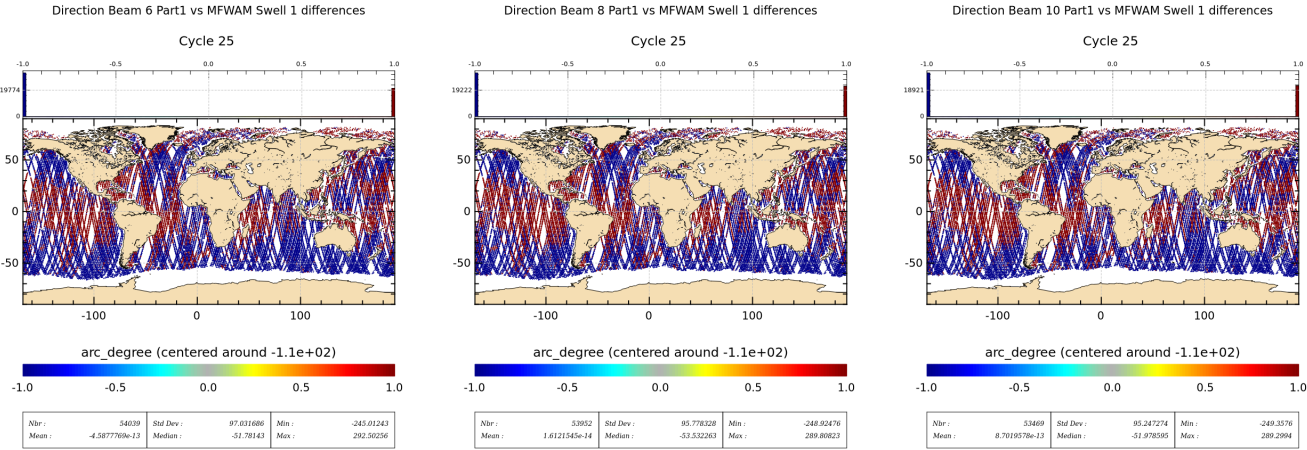 Direction Beam 6 Part1 vs MFWAM Swell 1 differences
Cycle 25
-1.0 -0.5 0.0 0.5 1.0
19774
0
50
0
-50
-100 0 100
arc_degree (centered around -1.1e+02)
-1.0 -0.5 0.0 0.5 1.0
Nbr : 54039 Std Dev : 97.031686 Min : -245.01243
Mean : -4.5877769e-13 Median : -51.78143 Max : 292.50256
Direction Beam 8 Part1 vs MFWAM Swell 1 differences
Cycle 25
-1.0 -0.5 0.0 0.5 1.0
19222
0
50
0
-50
-100 0 100
arc_degree (centered around -1.1e+02)
-1.0 -0.5 0.0 0.5 1.0
Nbr : 53952 Std Dev : 95.778328 Min : -248.92476
Mean : 1.6121545e-14 Median : -53.532263 Max : 289.80823
Direction Beam 10 Part1 vs MFWAM Swell 1 differences
Cycle 25
-1.0 -0.5 0.0 0.5 1.0
18921
0
50
0
-50
-100 0 100
arc_degree (centered around -1.1e+02)
-1.0 -0.5 0.0 0.5 1.0
Nbr : 53469 Std Dev : 95.247274 Min : -249.3576
Mean : 8.7019578e-13 Median : -51.978595 Max : 289.2994